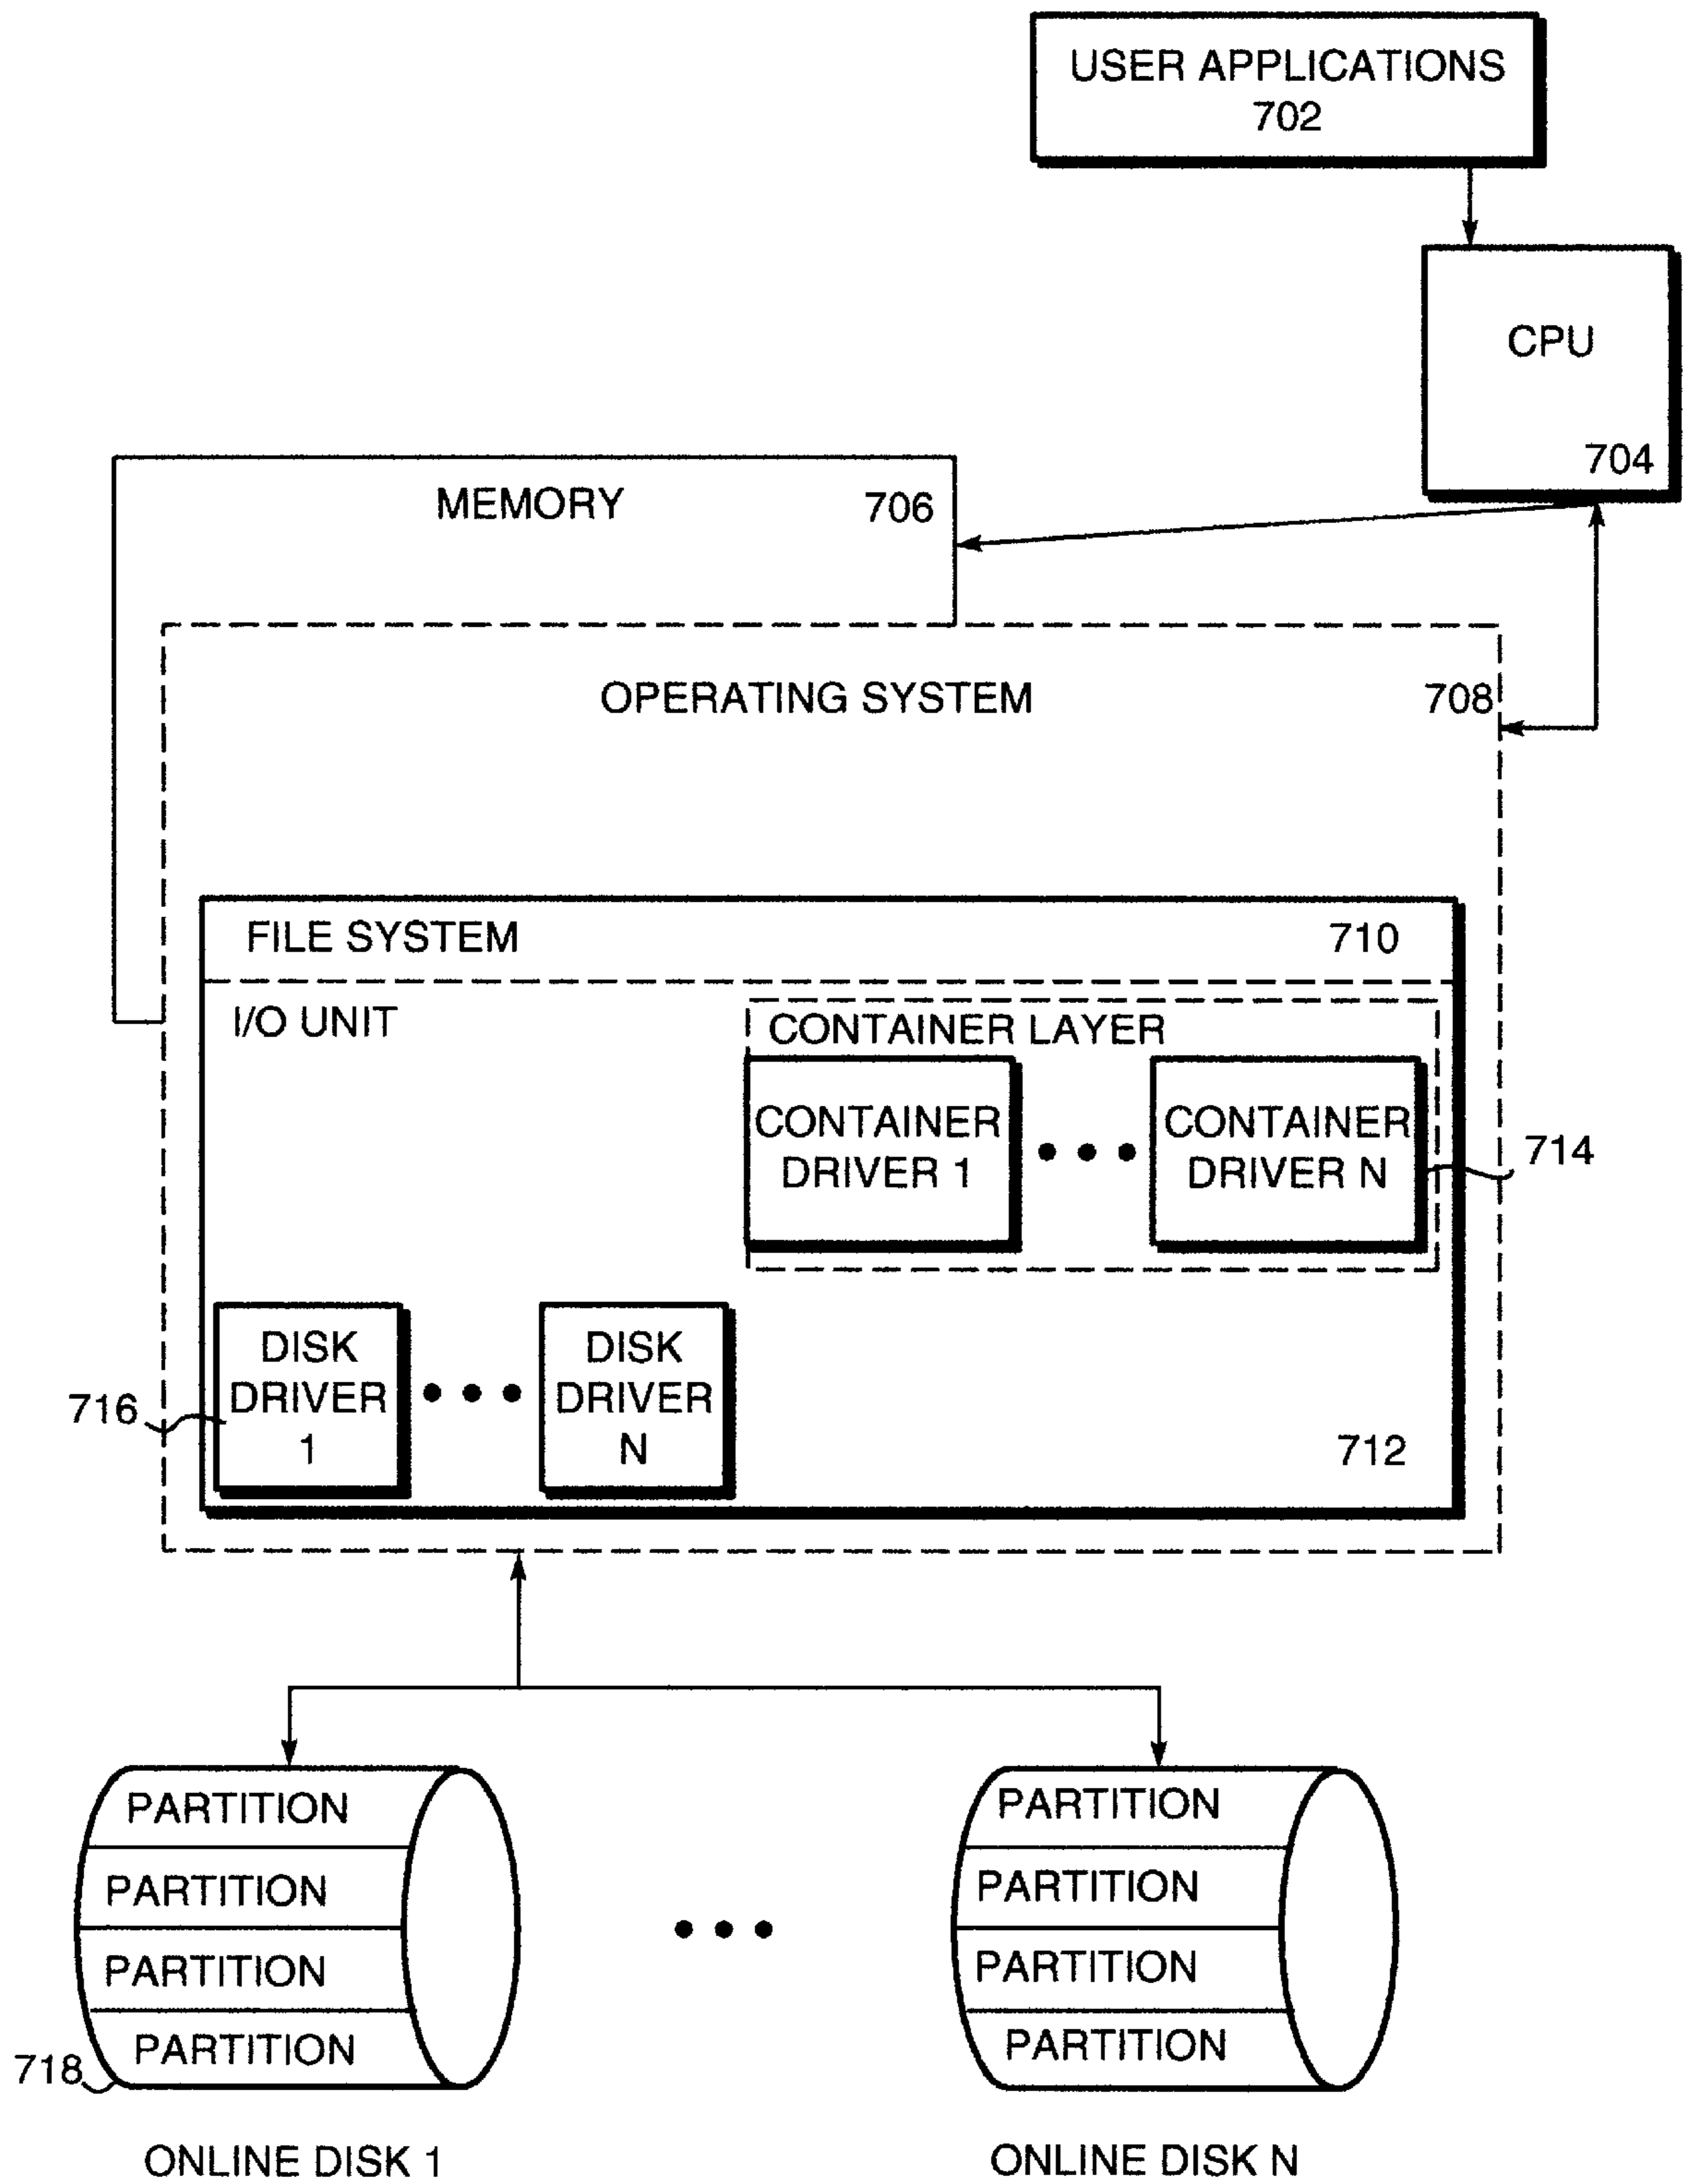 USER APPLICATIONS
702
CPU
704
MEMORY
706
OPERATING SYSTEM
708
FILE SYSTEM
710
I/O UNIT
CONTAINER LAYER
CONTAINER
DRIVER 1
CONTAINER
DRIVER N
714
DISK
DRIVER
1
DISK
DRIVER
N
716
712
PARTITION
PARTITION
PARTITION
PARTITION
718
ONLINE DISK 1
PARTITION
PARTITION
PARTITION
PARTITION
ONLINE DISK N